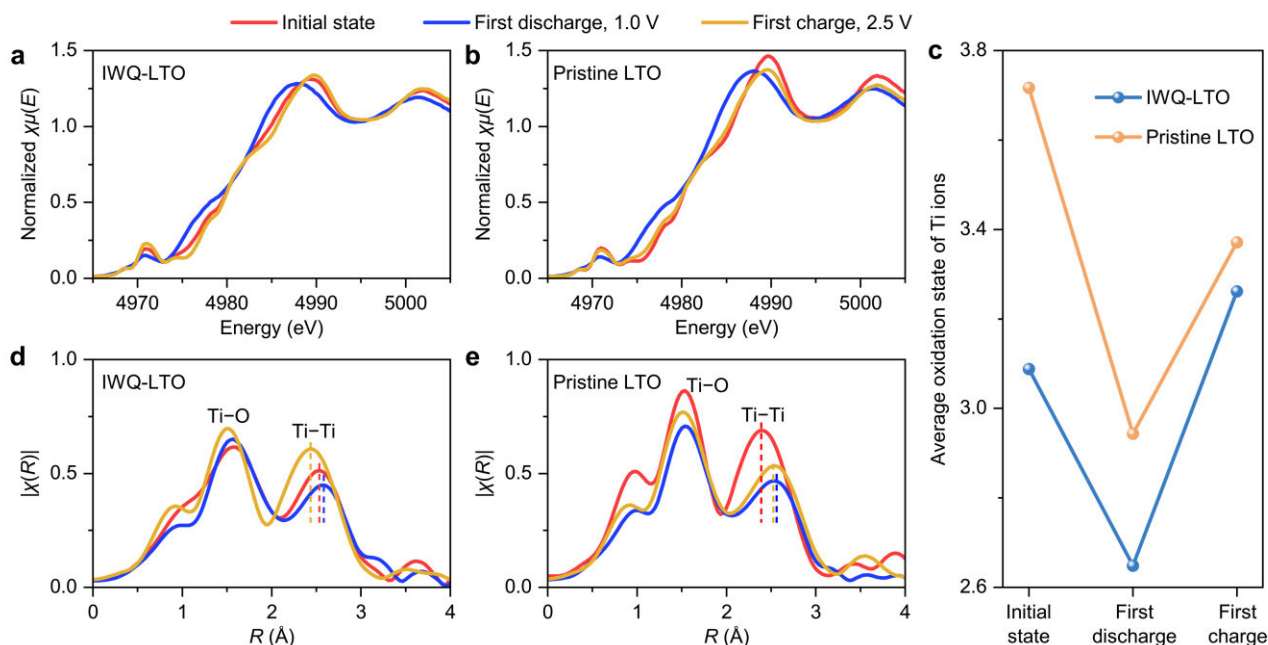 Initial state
First discharge, 1.0 V
First charge, 2.5 V
a
IWQ-LTO
Normalized χμ(E)
1.5
1.0
0.5
0.0
4970
4980
4990
5000
Energy (eV)
b
Pristine LTO
Normalized χμ(E)
1.5
1.0
0.5
0.0
4970
4980
4990
5000
Energy (eV)
c
IWQ-LTO
Pristine LTO
Average oxidation state of Ti ions
3.8
3.4
3.0
2.6
Initial
state
First
discharge
First
charge
d
IWQ-LTO
Ti−O
Ti−Ti
|χ(R)|
1.0
0.5
0.0
0
1
2
3
4
R (Å)
e
Pristine LTO
Ti−O
Ti−Ti
|χ(R)|
1.0
0.5
0.0
0
1
2
3
4
R (Å)